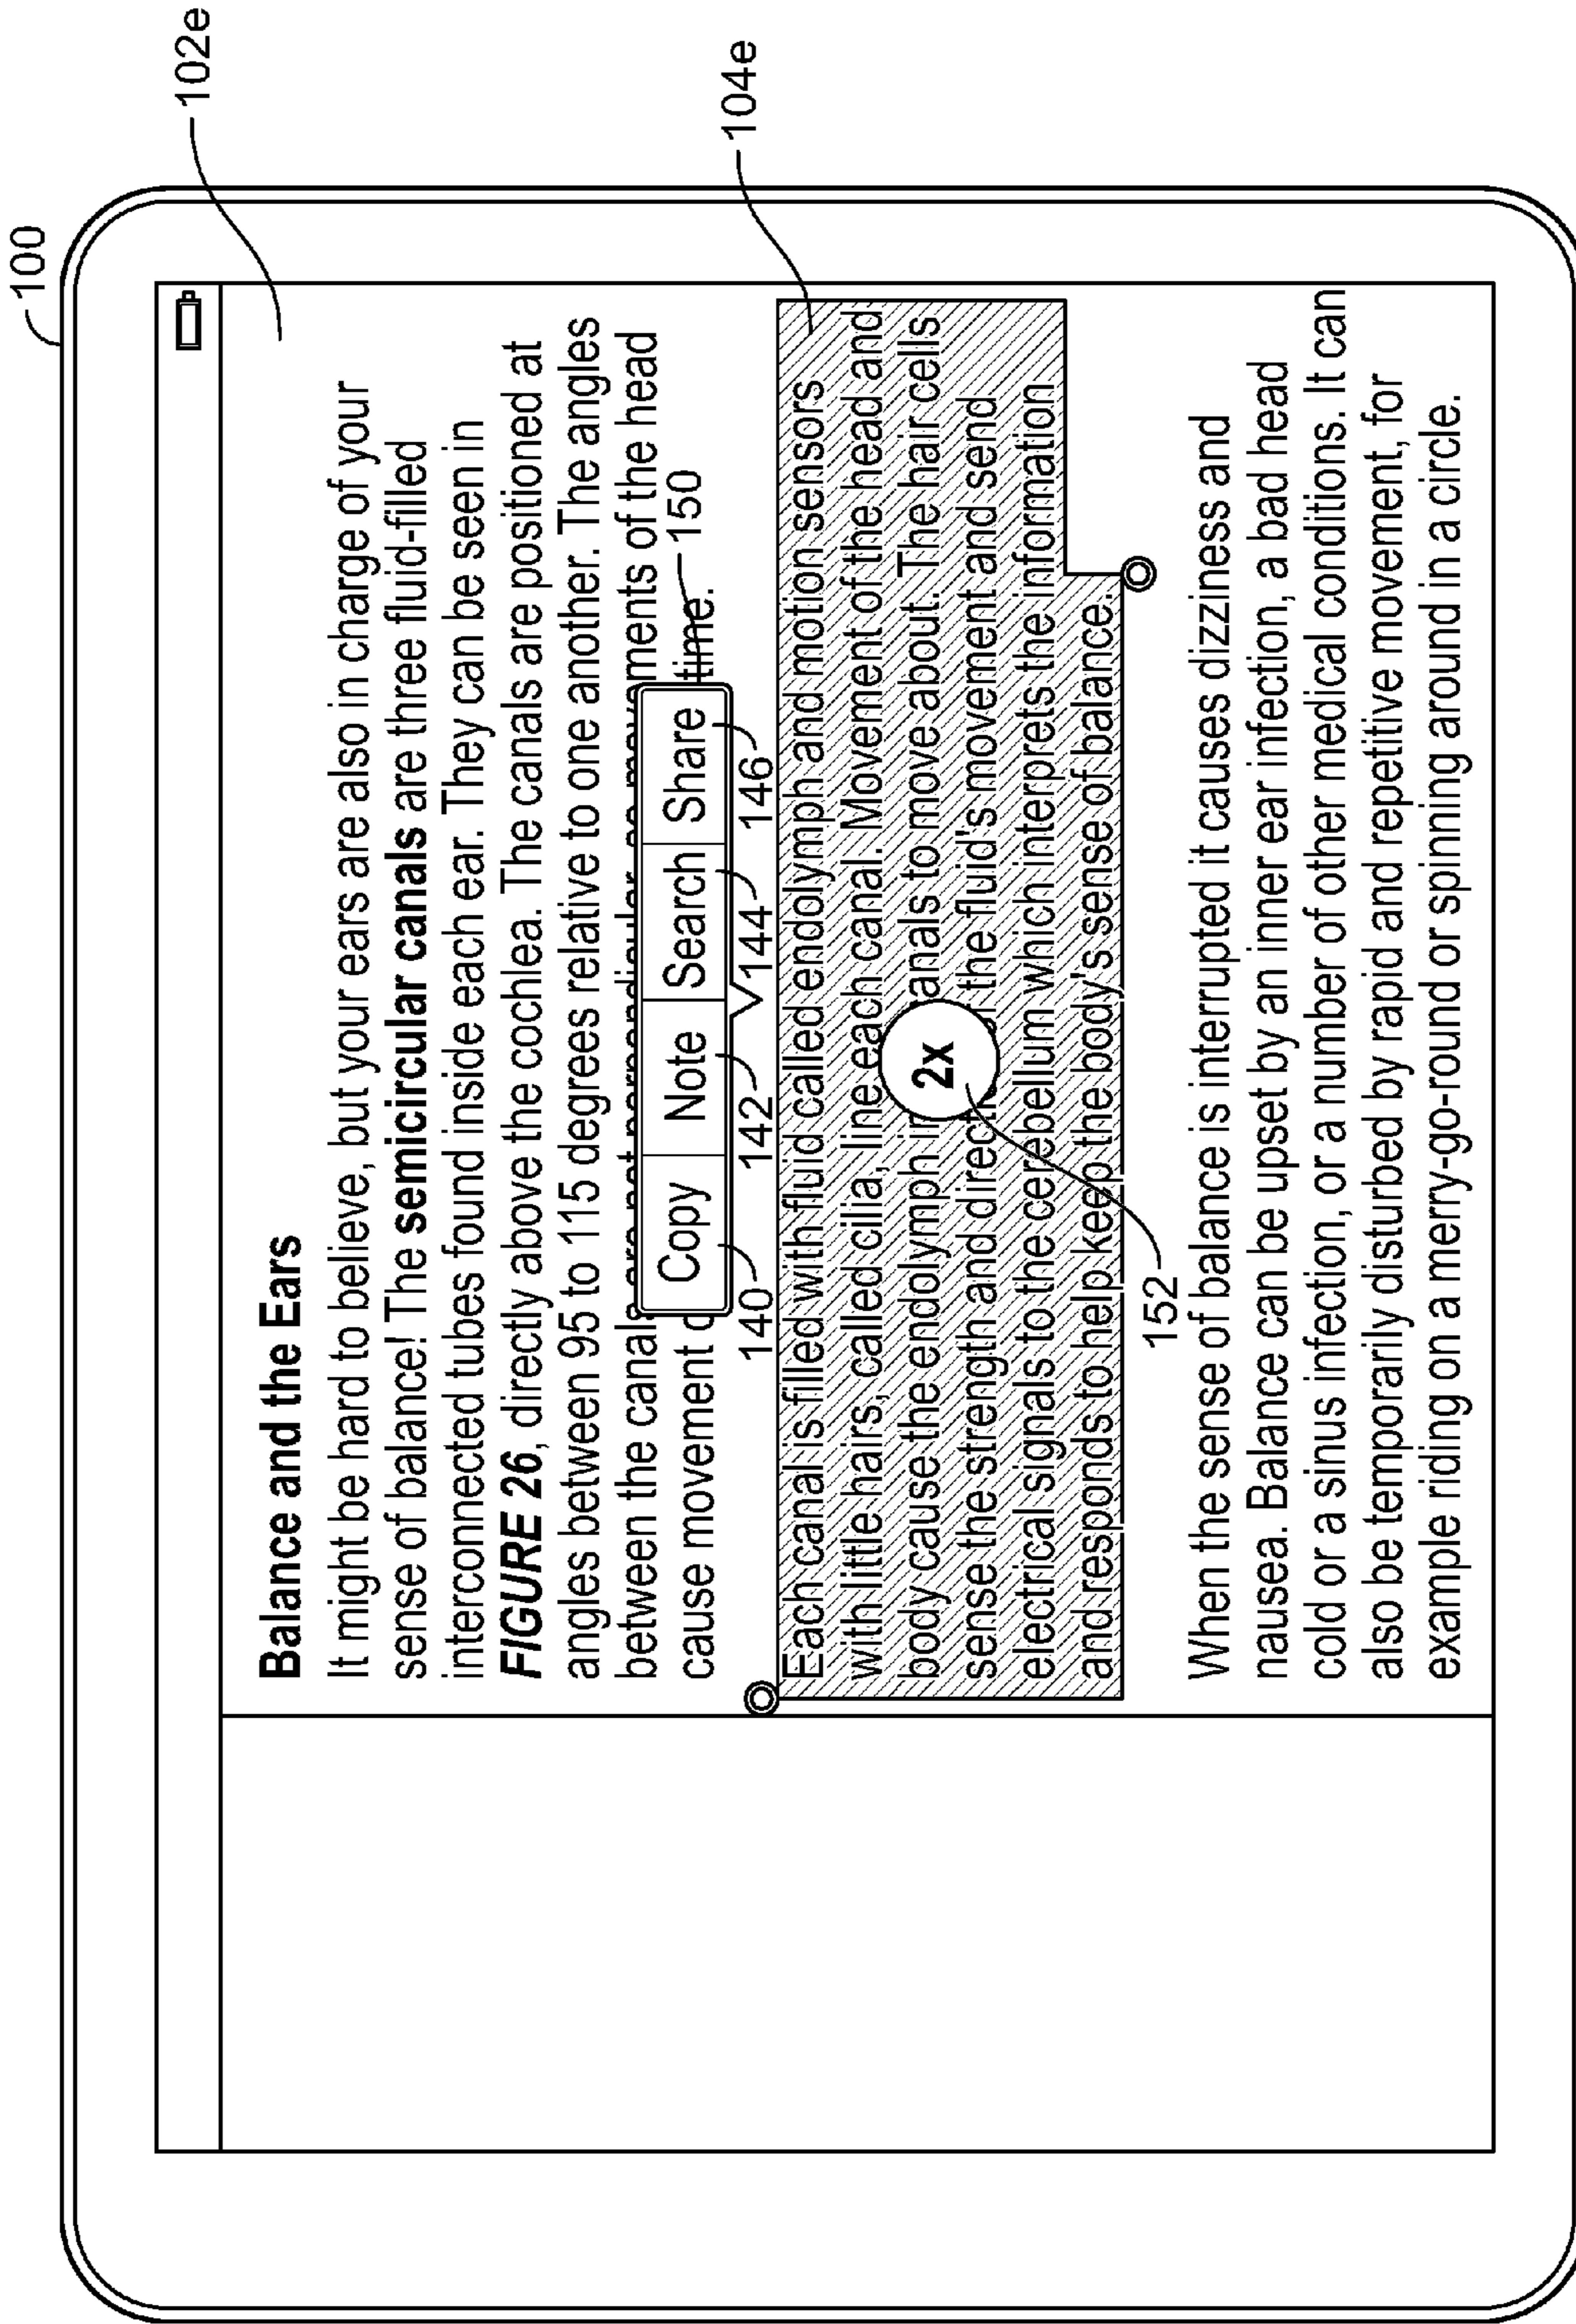 100
102e
Balance and the Ears
It might be hard to believe, but your ears are also in charge of your
sense of balance! The semicircular canals are three fluid-filled
interconnected tubes found inside each ear. They can be seen in
FIGURE 26, directly above the cochlea. The canals are positioned at
angles between 95 to 115 degrees relative to one another. The angles
between the canals are not perpendicular, so movements of the head
cause movement time.
150
Copy Note Search Share
140 142 144 146
104e
Each canal is filled with fluid called endolymph and motion sensors
with little hairs, called cilia, line each canal. Movement of the head and
body cause the endolymph in canals to move about. The hair cells
sense the strength and the fluid's movement and send
electrical signals to the cerebellum which interprets the information
and responds to help keep the body's sense of balance.
2x
152
When the sense of balance is interrupted it causes dizziness and
nausea. Balance can be upset by an inner ear infection, a bad head
cold or a sinus infection, or a number of other medical conditions. It can
also be temporarily disturbed by rapid and repetitive movement, for
example riding on a merry-go-round or spinning around in a circle.